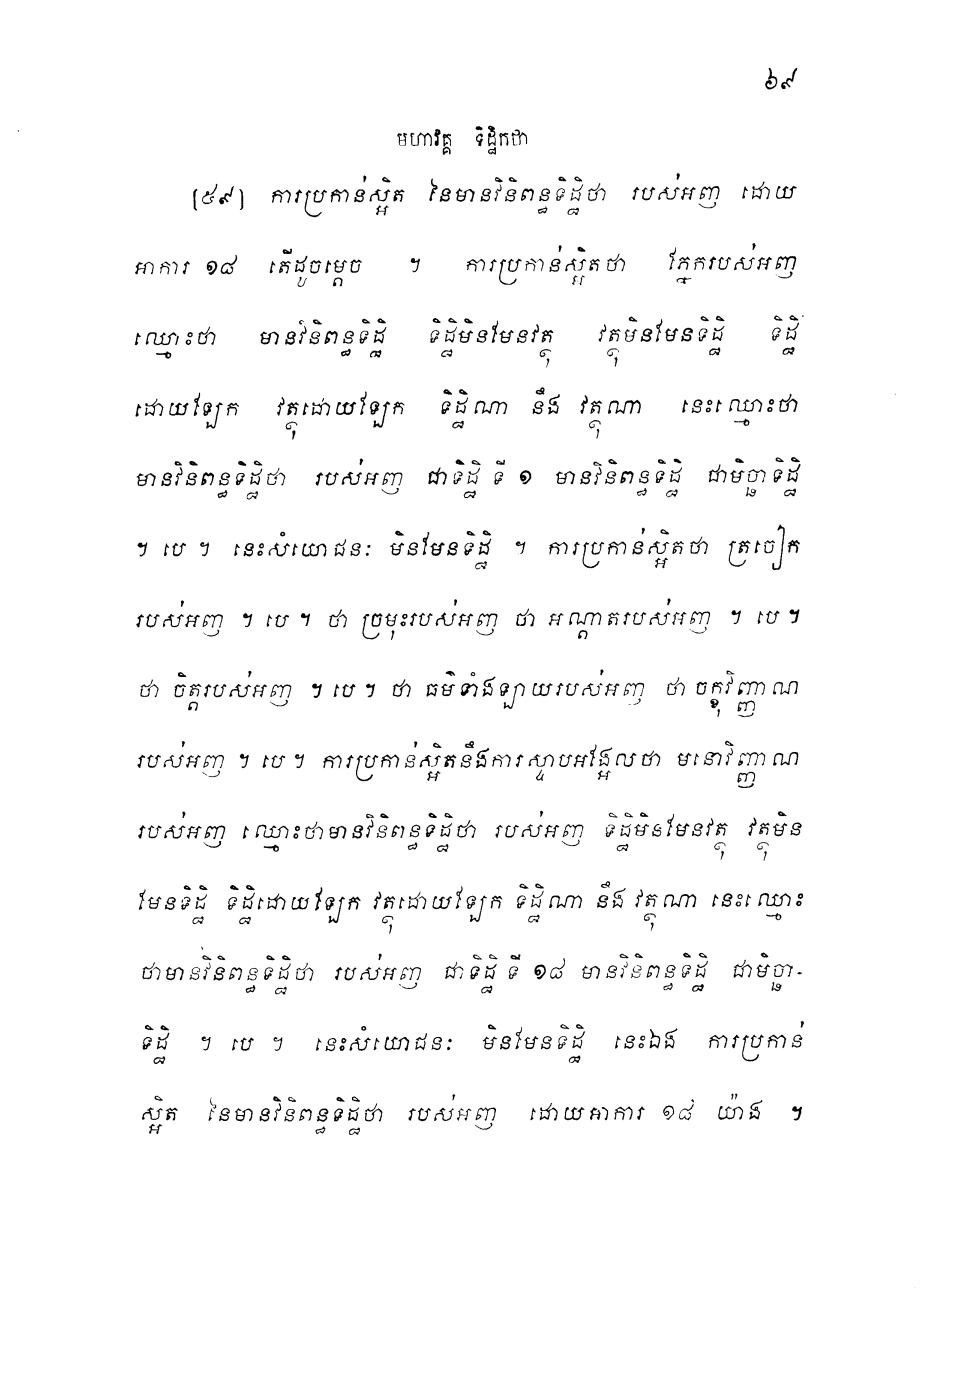 ៦៩
មហាវគ្គ ទិដ្ឋិកថា
[៥៩] ការប្រកាន់ស្អិត នៃមានវិនិពន្ធទិដ្ឋិថា របស់អញ ដោយ
អាការ ១៨ តើដូចម្តេច ។ ការប្រកាន់ស្អិតថា ភ្នែករបស់អញ
ឈ្មោះថា មានវិនិពន្ធទិដ្ឋិ ទិដ្ឋិមិនមែនវត្ថុ វត្ថុមិនមែនទិដ្ឋិ ទិដ្ឋិ
ដោយឡែក វត្ថុដោយឡែក ទិដ្ឋិណា នឹង វត្ថុណា នេះឈ្មោះថា
មានវិនិពន្ធទិដ្ឋិថា របស់អញ ជាទិដ្ឋិ ទី ១ មានវិនិពន្ធទិដ្ឋិ ជាមិច្ឆាទិដ្ឋិ
។ បេ ។ នេះសំយោជនៈ មិនមែនទិដ្ឋិ ។ ការប្រកាន់ស្អិតថា ត្រចៀក
របស់អញ ។ បេ ។ ថា ច្រមុះរបស់អញ ថា អណ្តាតរបស់អញ ។ បេ ។
ថា ចិត្តរបស់អញ ។ បេ ។ ថា ធម៌ទាំងឡាយរបស់អញ ថា ចក្ខុវិញ្ញាណ
របស់អញ ។ បេ ។ ការប្រកាន់ស្អិតនឹងការស្ទាបអង្អែលថា មនោវិញ្ញាណ
របស់អញ ឈ្មោះថាមានវិនិពន្ធទិដ្ឋិថា របស់អញ ទិដ្ឋិមិនមែនវត្ថុ វត្ថុមិន
មែនទិដ្ឋិ ទិដ្ឋិដោយឡែក វត្ថុដោយឡែក ទិដ្ឋិណា នឹង វត្ថុណា នេះឈ្មោះ
ថាមានវិនិពន្ធទិដ្ឋិថា របស់អញ ជាទិដ្ឋិ ទី ១៨ មានវិនិពន្ធទិដ្ឋិ ជាមិច្ឆា-
ទិដ្ឋិ ។ បេ ។ នេះសំយោជនៈ មិនមែនទិដ្ឋិ នេះឯង ការប្រកាន់
ស្អិត នៃមានវិនិពន្ធទិដ្ឋិថា របស់អញ ដោយអាការ ១៨ យ៉ាង ។